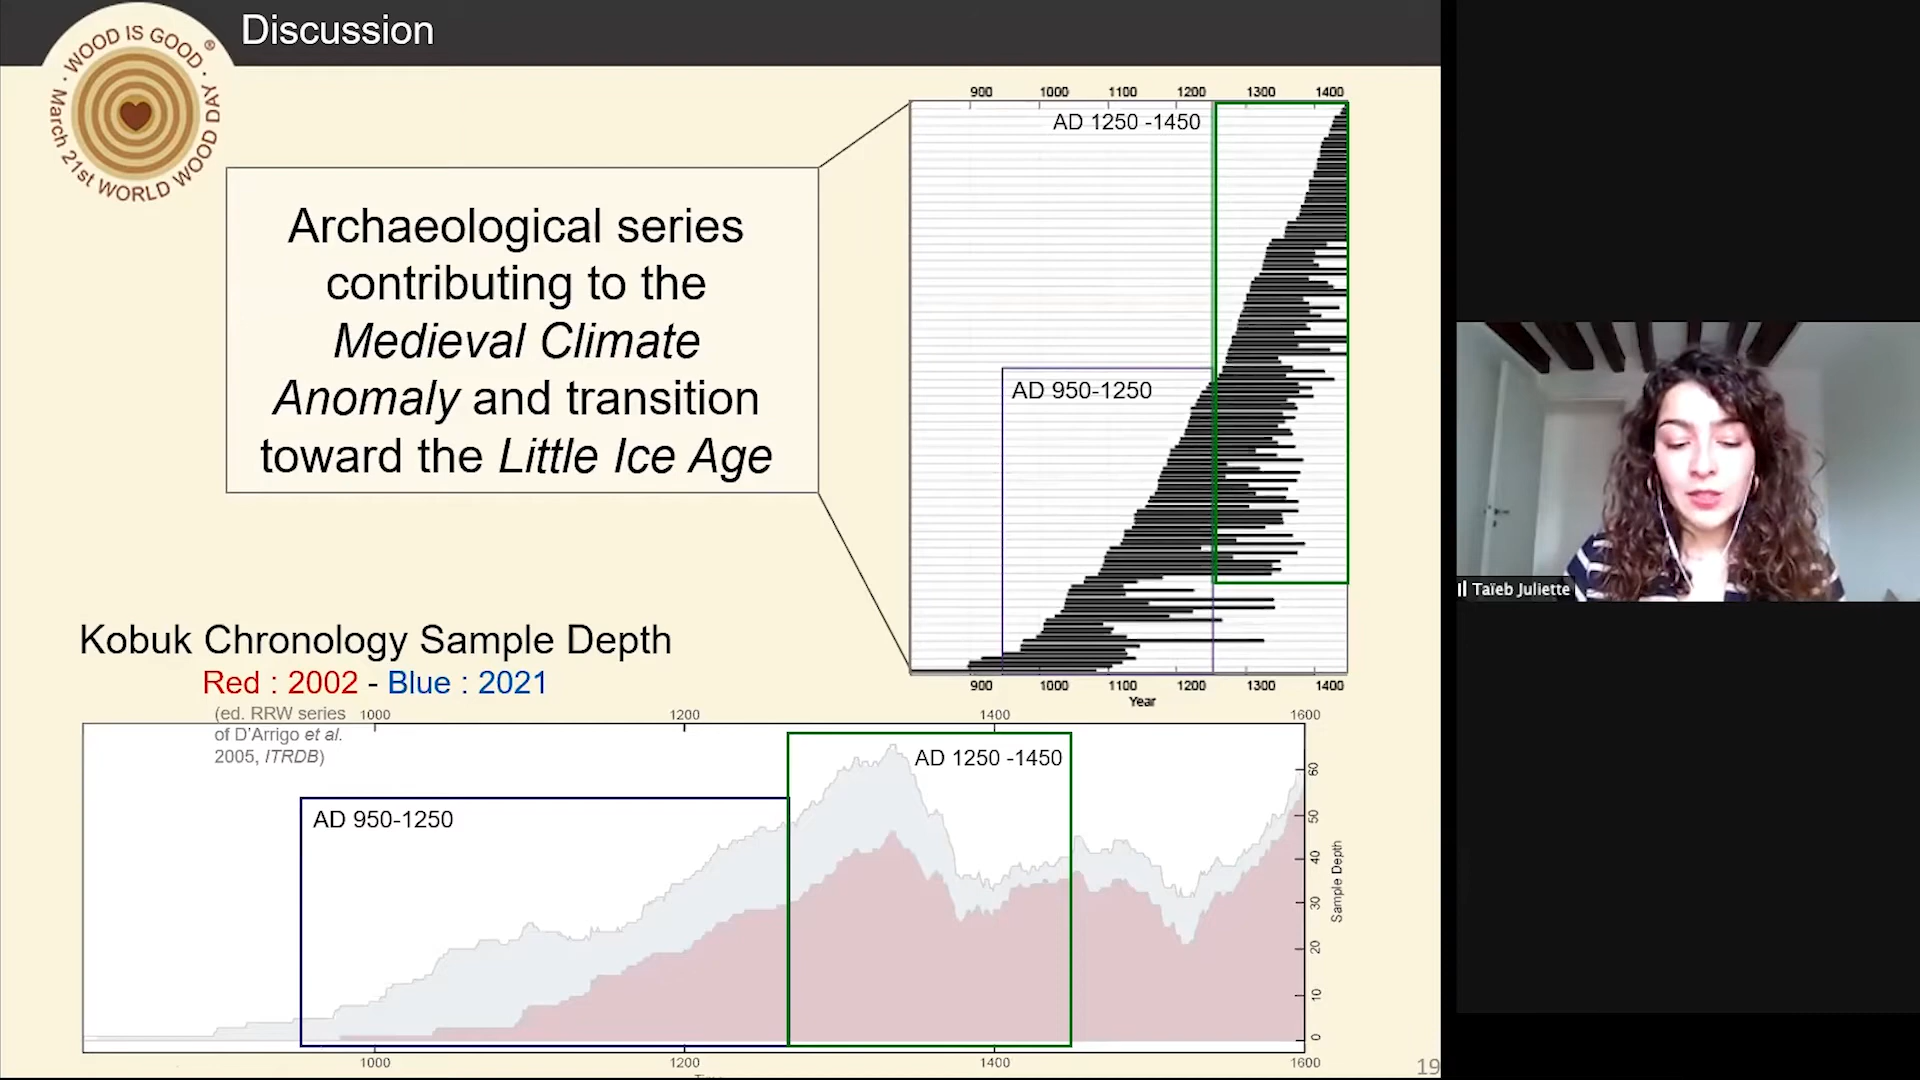 Discussion
WOOD IS GOOD ® · March 21st WORLD WOOD DAY ·
900 1000 1100 1200 1300 1400
AD 1250 -1450
Archaeological series
contributing to the
Medieval Climate
Anomaly and transition
toward the Little Ice Age
AD 950-1250
Taïeb Juliette
900 1000 1100 1200 1300 1400
Year
Kobuk Chronology Sample Depth
Red : 2002 - Blue : 2021
(ed. RRW series
of D'Arrigo et al.
2005, ITRDB)
1000 1200 1400 1600
AD 1250 -1450
AD 950-1250
60
50
40
30
20
10
0
Sample Depth
1000 1200 1400 1600
19